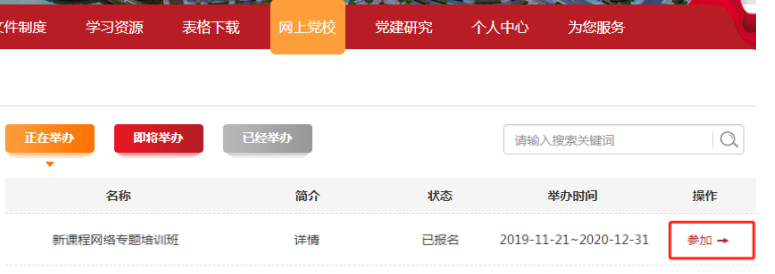 文件制度 学习资源 表格下载 网上党校 党建研究 个人中心 为您服务
正在举办 即将举办 已经举办 请输入搜索关键词
名称 简介 状态 举办时间 操作
新课程网络专题培训班 详情 已报名 2019-11-21~2020-12-31 参加